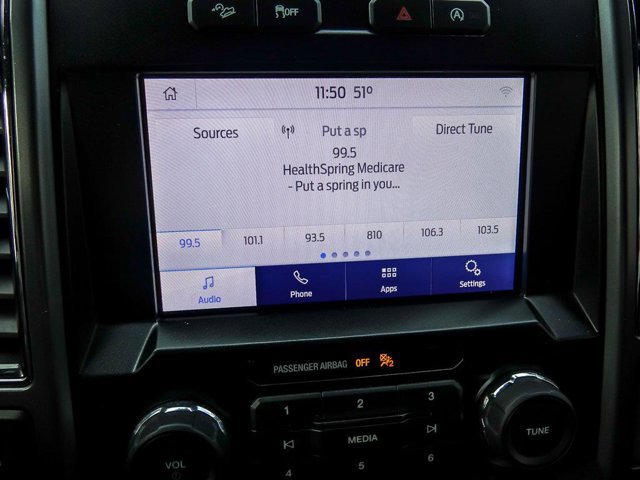 OFF
A
11:50 51°
Sources
Put a sp
Direct Tune
99.5
HealthSpring Medicare
- Put a spring in you...
99.5 101.1 93.5 810 106.3 103.5
Audio Phone Apps Settings
PASSENGER AIRBAG OFF 2
1 2 3
MEDIA
VOL TUNE
4 5 6